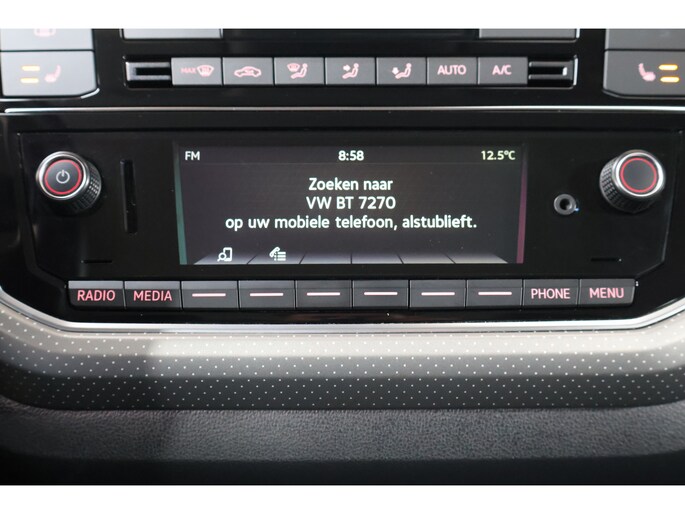 MAX AUTO A/C
FM 8:58 12.5°C
Zoeken naar
VW BT 7270
op uw mobiele telefoon, alstublieft.
RADIO MEDIA PHONE MENU